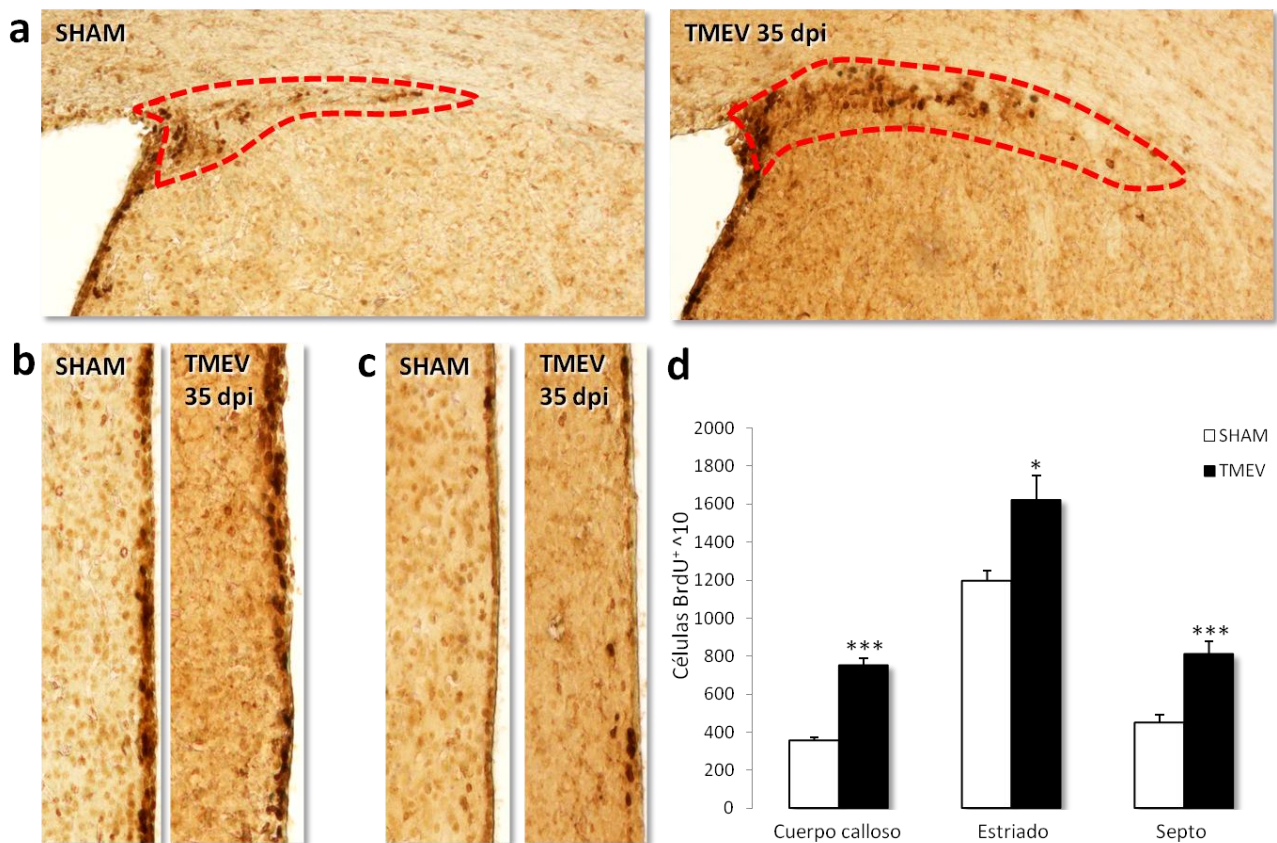 a
SHAM
TMEV 35 dpi
b
SHAM
TMEV
35 dpi
c
SHAM
TMEV
35 dpi
d
Células BrdU⁺ ^10
2000
1800
1600
1400
1200
1000
800
600
400
200
0
SHAM
TMEV
***
*
***
Cuerpo calloso
Estriado
Septo